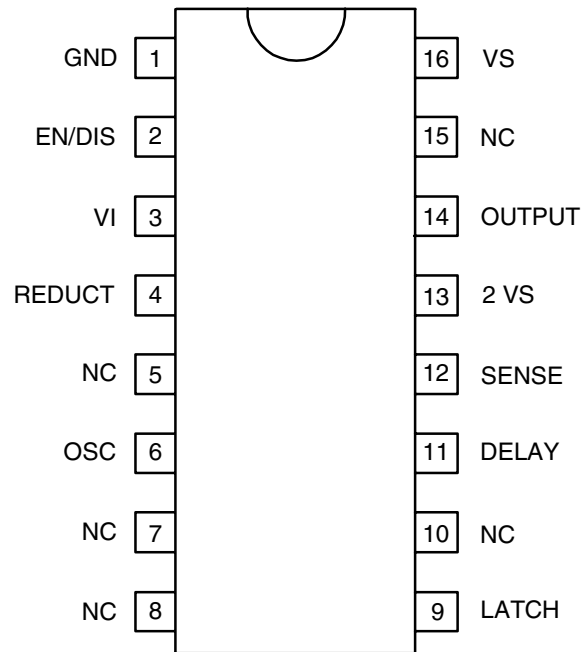 GND 1 16 VS
EN/DIS 2 15 NC
VI 3 14 OUTPUT
REDUCT 4 13 2 VS
NC 5 12 SENSE
OSC 6 11 DELAY
NC 7 10 NC
NC 8 9 LATCH